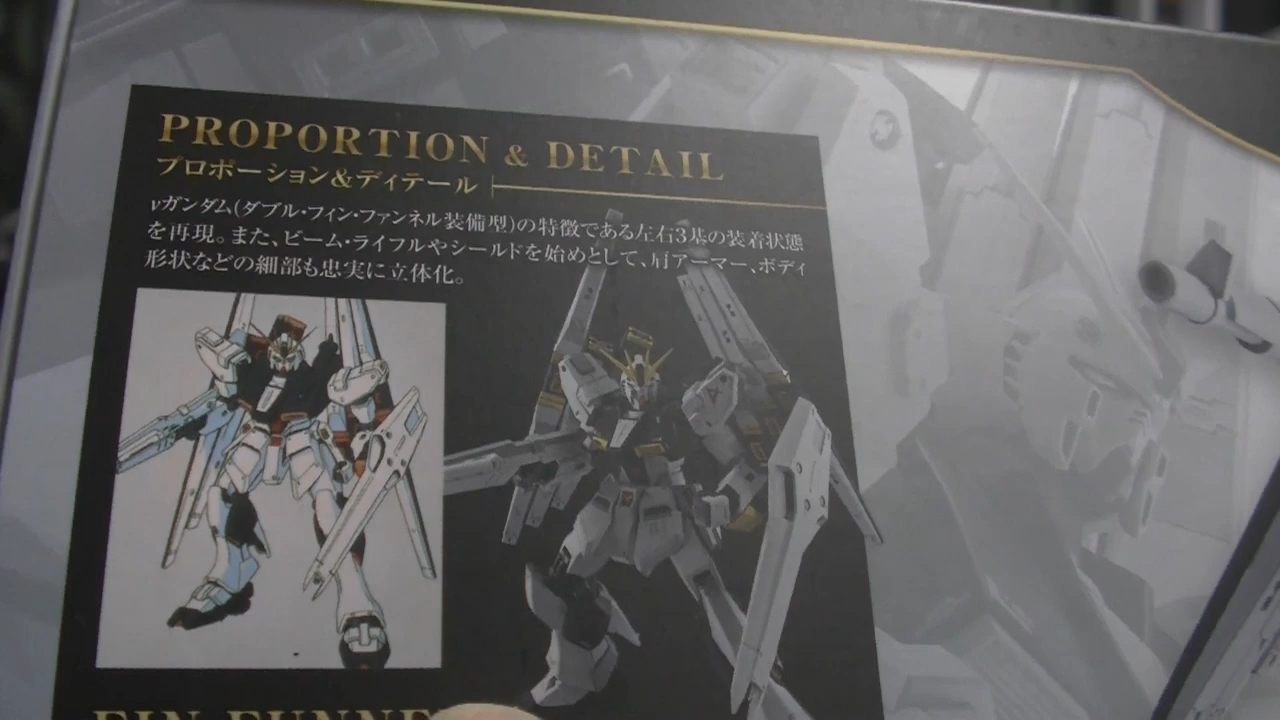 PROPORTION & DETAIL
プロポーション&ディテール
νガンダム(ダブル・フィン・ファンネル装備型)の特徴である左右3基の装着状態
を再現。また、ビーム・ライフルやシールドを始めとして、肩アーマー、ボディ
形状などの細部も忠実に立体化。
FIN FUNNE